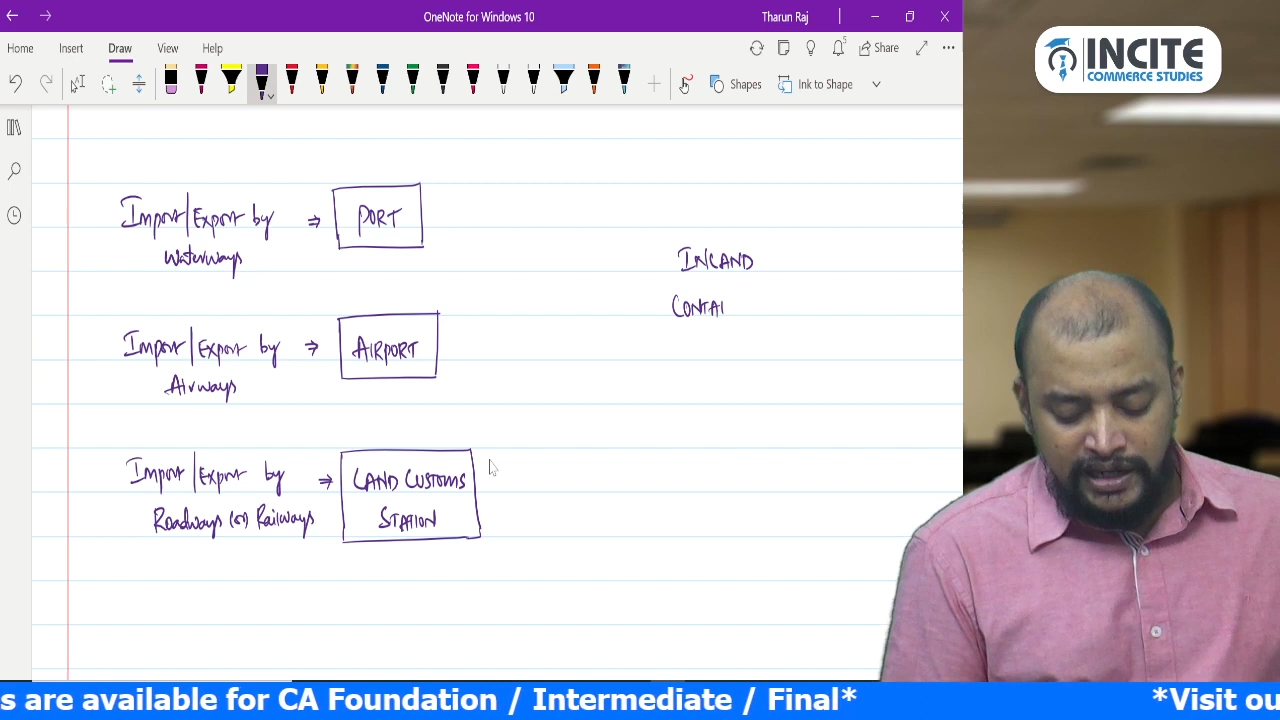 OneNote for Windows 10
Tharun Raj
Home Insert Draw View Help
5
Share
Shapes
Ink to Shape
INCITE
COMMERCE STUDIES
Import/Export by ⇒ PORT
Waterways
INLAND
CONTAI
Import/Export by ⇒ AIRPORT
Airways
Import/Export by ⇒ LAND CUSTOMS
Roadways (or) Railways STATION
s are available for CA Foundation / Intermediate / Final* *Visit ou